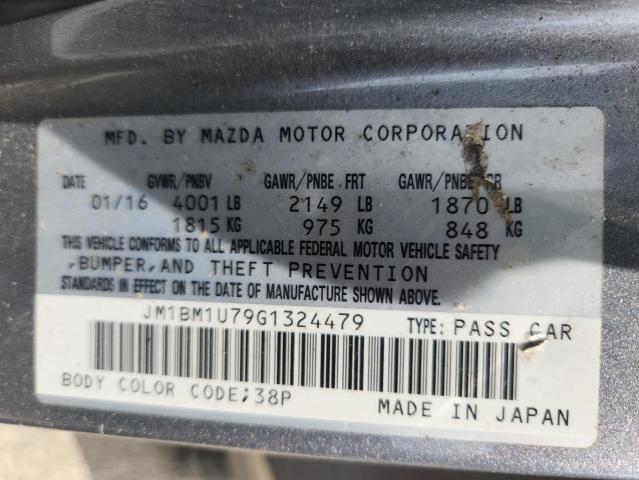 MFD. BY MAZDA MOTOR CORPORATION
DATE GVWR/PNBV GAWR/PNBE FRT GAWR/PNBE RR
01/16 4001 LB 2149 LB 1870 LB
1815 KG 975 KG 848 KG
THIS VEHICLE CONFORMS TO ALL APPLICABLE FEDERAL MOTOR VEHICLE SAFETY
,BUMPER,AND THEFT PREVENTION
STANDARDS IN EFFECT ON THE DATE OF MANUFACTURE SHOWN ABOVE.
JM1BM1U79G1324479 TYPE: PASS CAR
BODY COLOR CODE;38P
MADE IN JAPAN